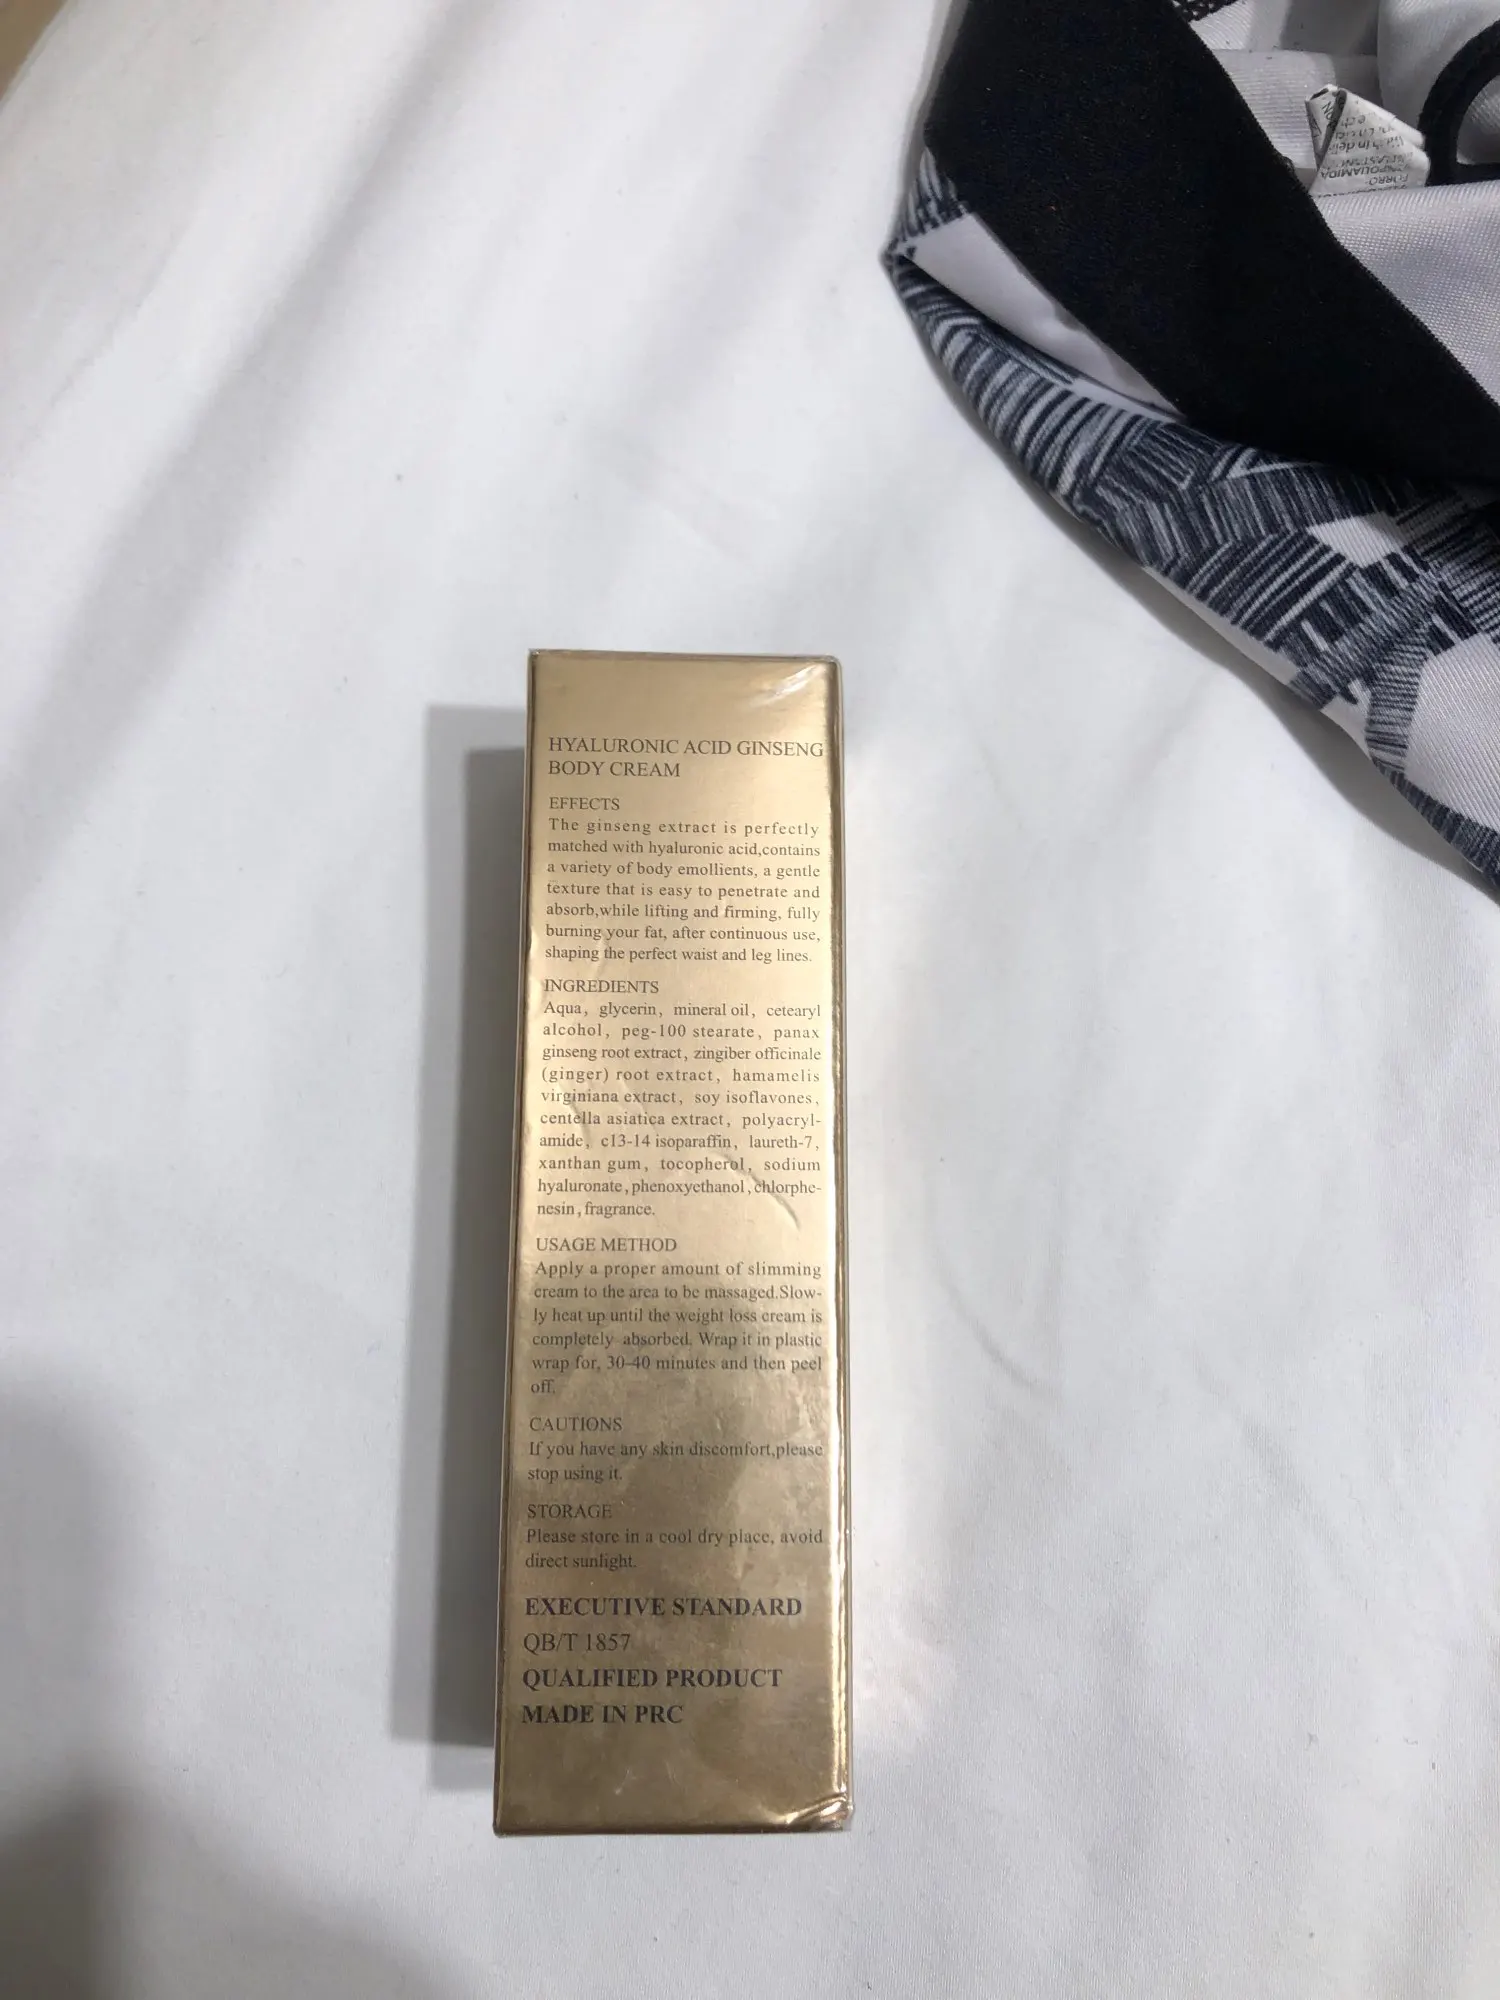 HYALURONIC ACID GINSENG
BODY CREAM
EFFECTS
The ginseng extract is perfectly
matched with hyaluronic acid,contains
a variety of body emollients, a gentle
texture that is easy to penetrate and
absorb,while lifting and firming, fully
burning your fat, after continuous use,
shaping the perfect waist and leg lines.
INGREDIENTS
Aqua, glycerin, mineral oil, cetearyl
alcohol, peg-100 stearate, panax
ginseng root extract, zingiber officinale
(ginger) root extract, hamamelis
virginiana extract, soy isoflavones,
centella asiatica extract, polyacryl-
amide, c13-14 isoparaffin, laureth-7,
xanthan gum, tocopherol, sodium
hyaluronate, phenoxyethanol, chlorphe-
nesin, fragrance.
USAGE METHOD
Apply a proper amount of slimming
cream to the area to be massaged.Slow-
ly heat up until the weight loss cream is
completely absorbed. Wrap it in plastic
wrap for, 30-40 minutes and then peel
off.
CAUTIONS
If you have any skin discomfort,please
stop using it.
STORAGE
Please store in a cool dry place, avoid
direct sunlight.
EXECUTIVE STANDARD
QB/T 1857
QUALIFIED PRODUCT
MADE IN PRC
FORRO